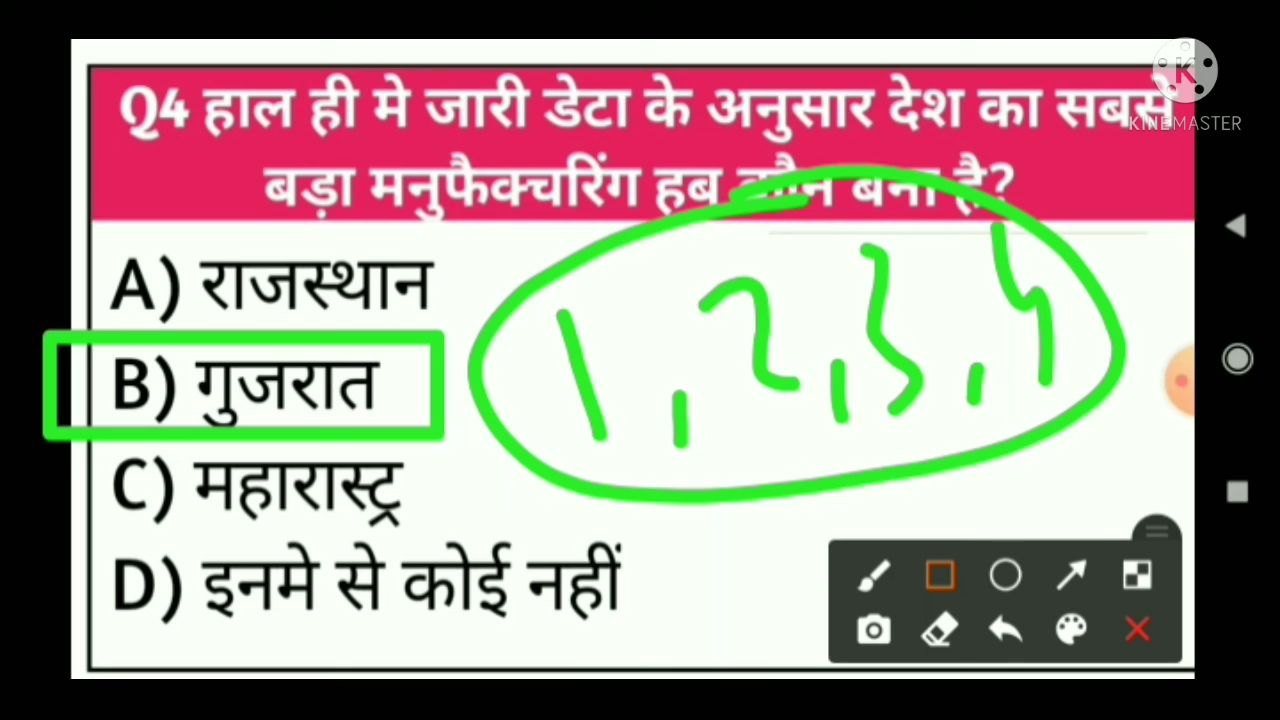 Q4 हाल ही मे जारी डेटा के अनुसार देश का सबसे
बड़ा मनुफैक्चरिंग हब कौन बना है?
K
KINEMASTER
A) राजस्थान
B) गुजरात
C) महारास्ट्र
D) इनमे से कोई नहीं
1, 2, 3, 4